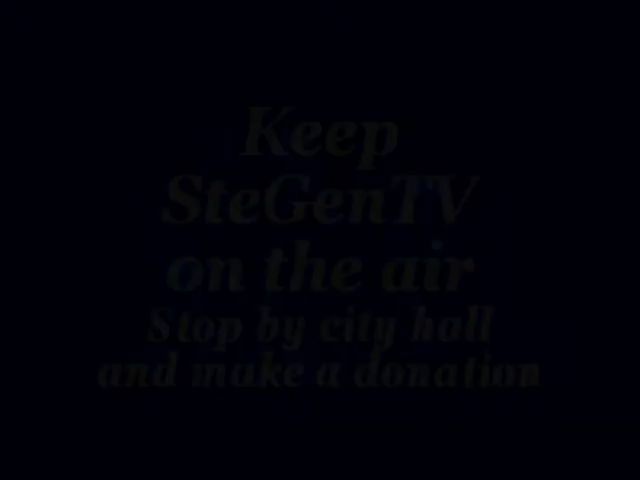 Keep
SteGenTV
on the air
Stop by city hall
and make a donation